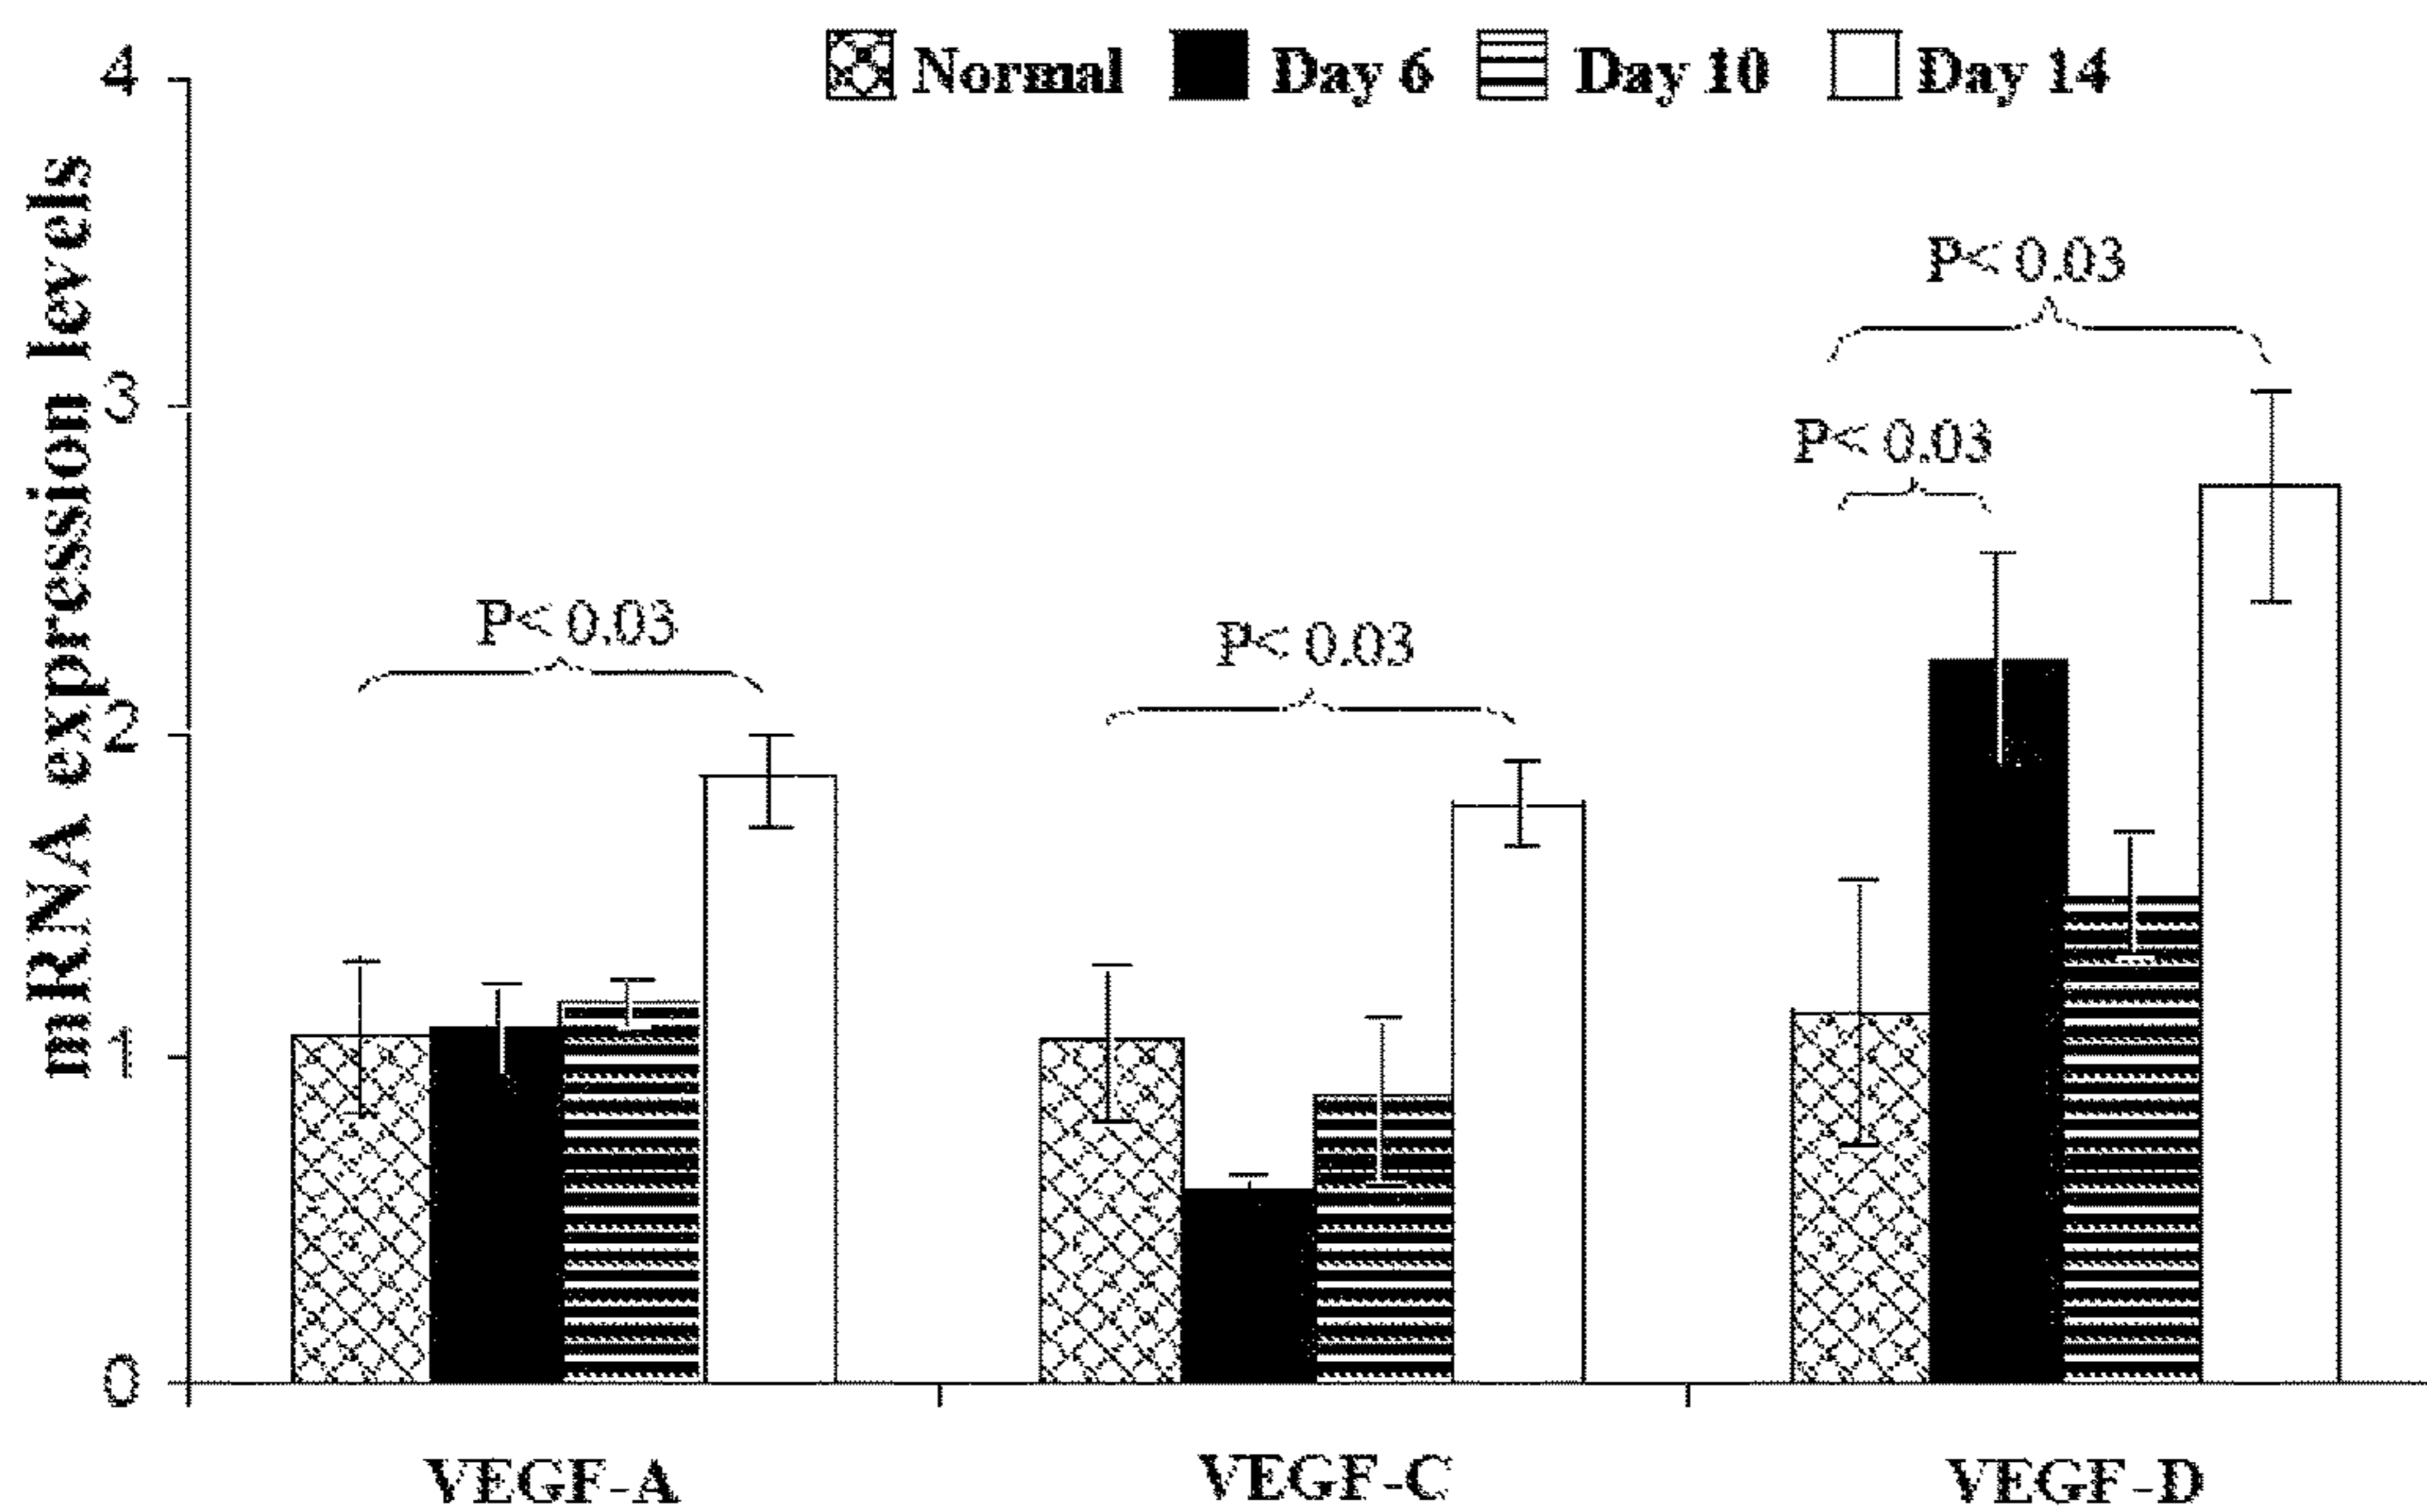 Normal Day 6 Day 10 Day 14
mRNA expression levels
4
3
2
1
0
P< 0.03
P< 0.03
P< 0.03
P< 0.03
VEGF-A VEGF-C VEGF-D